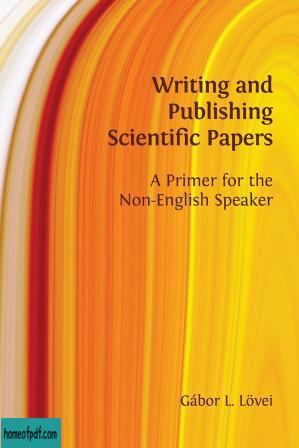 Writing and
Publishing
Scientific Papers
A Primer for the
Non-English Speaker
Gábor L. Lövei
homeofpdf.com